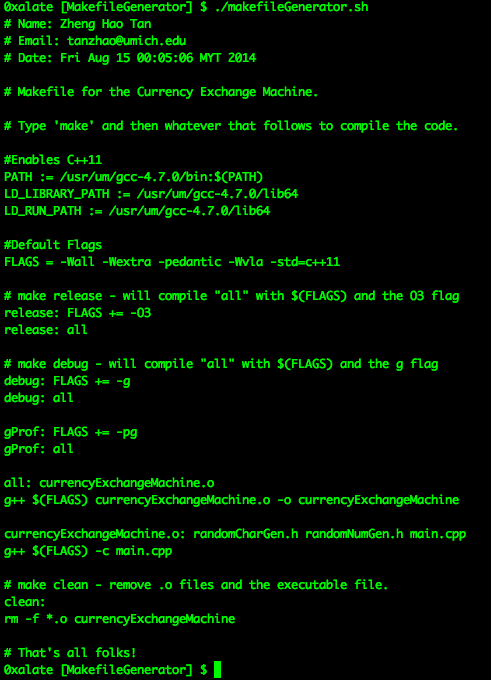 0xalate [MakefileGenerator] $ ./makefileGenerator.sh
# Name: Zheng Hao Tan
# Email: tanzhao@umich.edu
# Date: Fri Aug 15 00:05:06 MYT 2014
# Makefile for the Currency Exchange Machine.
# Type 'make' and then whatever that follows to compile the code.
#Enables C++11
PATH := /usr/um/gcc-4.7.0/bin:$(PATH)
LD_LIBRARY_PATH := /usr/um/gcc-4.7.0/lib64
LD_RUN_PATH := /usr/um/gcc-4.7.0/lib64
#Default Flags
FLAGS = -Wall -Wextra -pedantic -Wvla -std=c++11
# make release - will compile "all" with $(FLAGS) and the O3 flag
release: FLAGS += -O3
release: all
# make debug - will compile "all" with $(FLAGS) and the g flag
debug: FLAGS += -g
debug: all
gProf: FLAGS += -pg
gProf: all
all: currencyExchangeMachine.o
g++ $(FLAGS) currencyExchangeMachine.o -o currencyExchangeMachine
currencyExchangeMachine.o: randomCharGen.h randomNumGen.h main.cpp
g++ $(FLAGS) -c main.cpp
# make clean - remove .o files and the executable file.
clean:
rm -f *.o currencyExchangeMachine
# That's all folks!
0xalate [MakefileGenerator] $